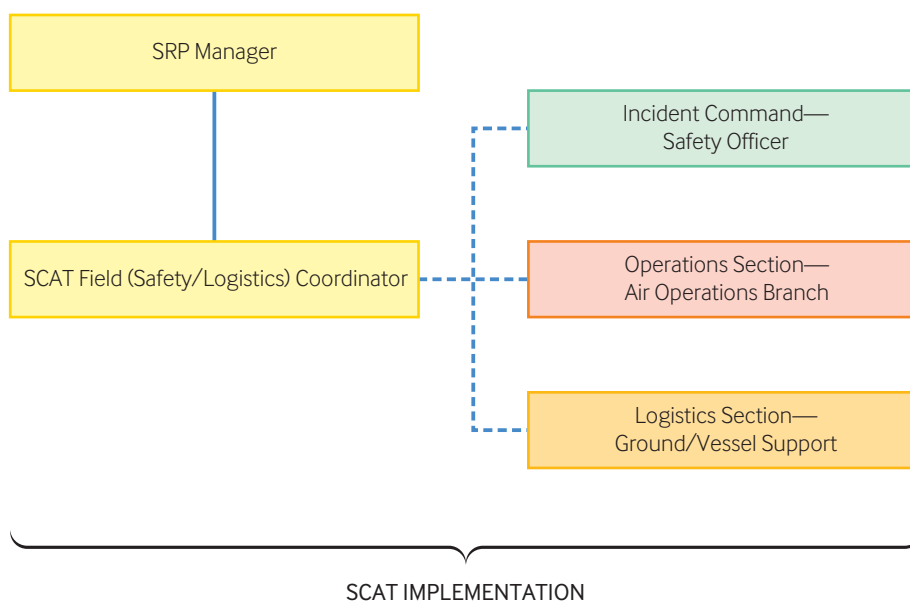 SRP Manager
Incident Command—
Safety Officer
SCAT Field (Safety/Logistics) Coordinator
Operations Section—
Air Operations Branch
Logistics Section—
Ground/Vessel Support
SCAT IMPLEMENTATION